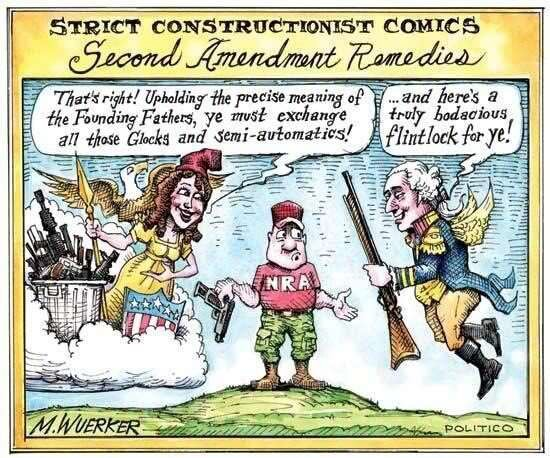 STRICT CONSTRUCTIONIST COMICS
Second Amendment Remedies
That's right! Upholding the precise meaning of
the Founding Fathers, ye must exchange
all those Glocks and semi-automatics!
...and here's a
truly bodacious
flintlock for ye!
NRA
M. WUERKER
POLITICO